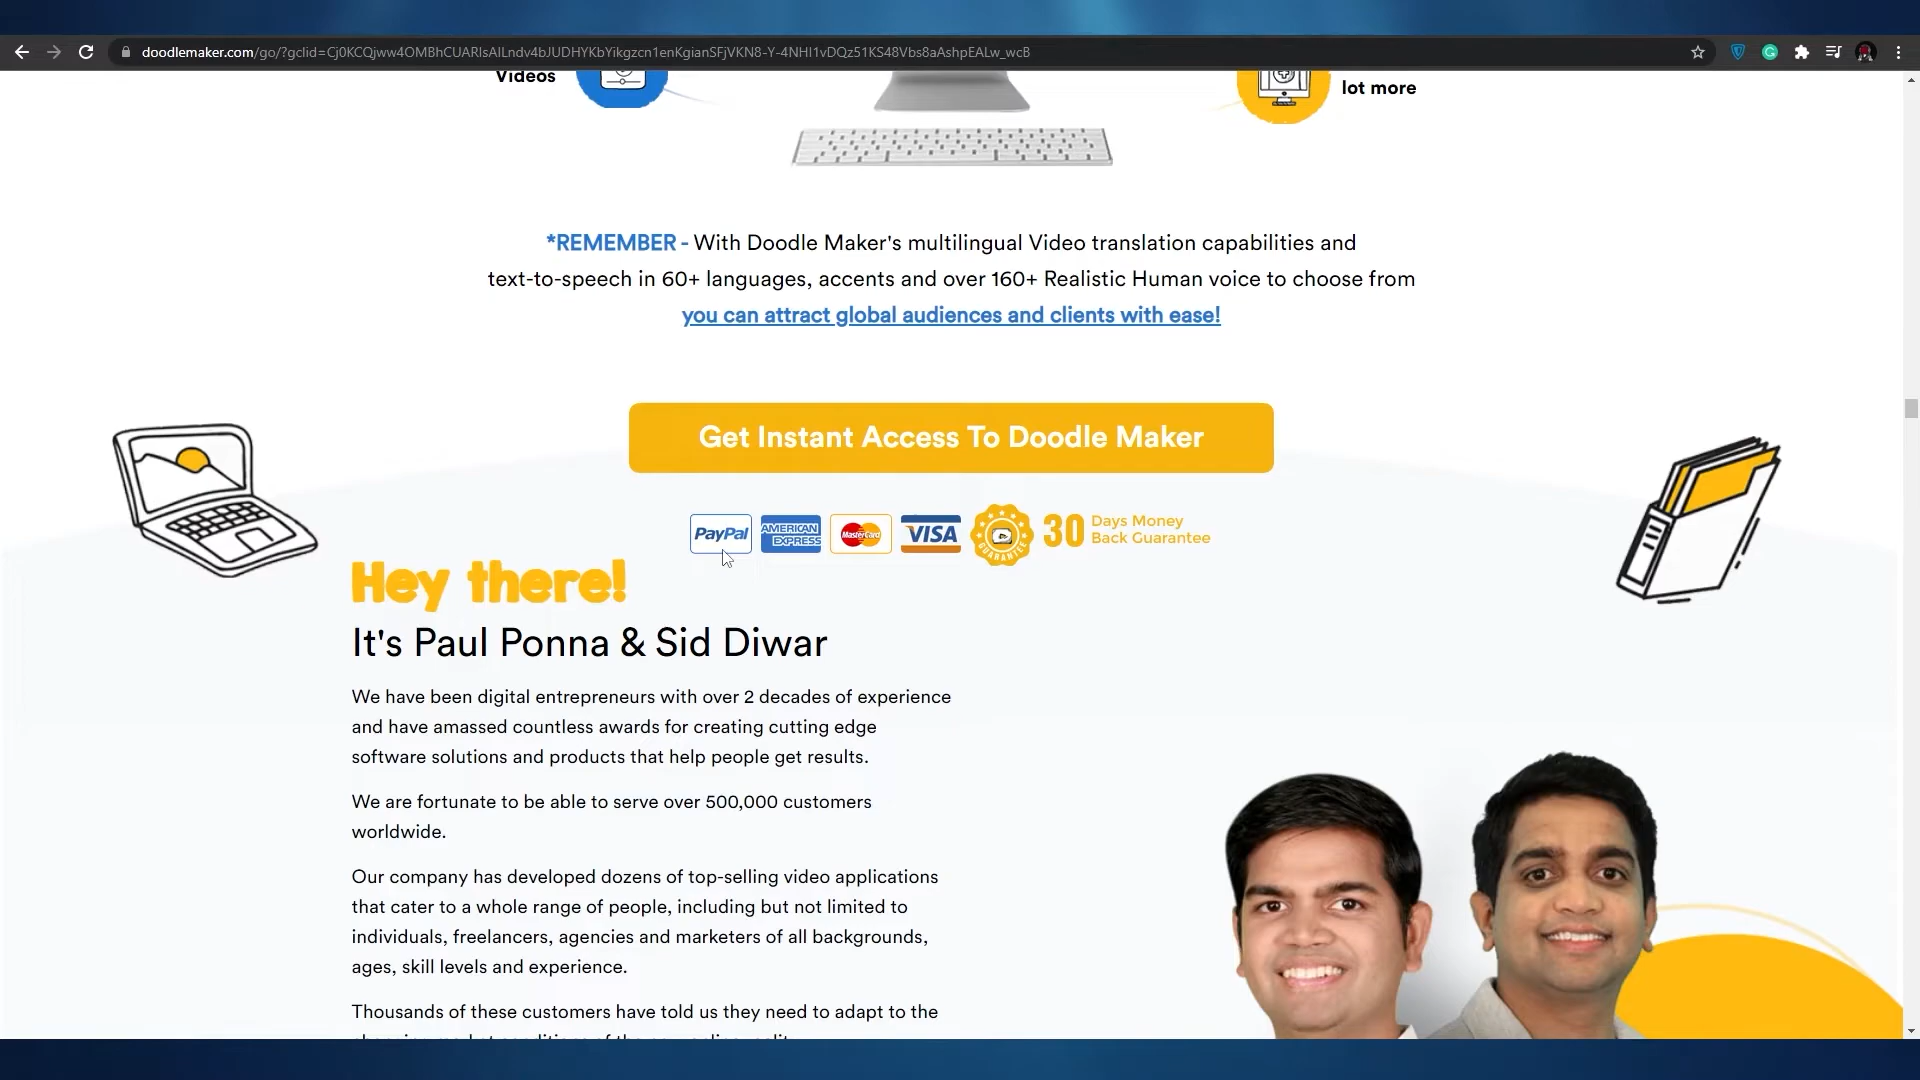 doodlemaker.com/go/?gclid=Cj0KCQjww4OMBhCUARIsAILndv4bJUDHYKbYikgzcn1enKgianSFjVKN8-Y-4NHI1vDQz51KS48Vbs8aAshpEALw_wcB
Videos
lot more
*REMEMBER - With Doodle Maker's multilingual Video translation capabilities and
text-to-speech in 60+ languages, accents and over 160+ Realistic Human voice to choose from
you can attract global audiences and clients with ease!
Get Instant Access To Doodle Maker
PayPal
AMERICAN
EXPRESS
MasterCard
VISA
GUARANTEE
30 Days Money
Back Guarantee
Hey there!
It's Paul Ponna & Sid Diwar
We have been digital entrepreneurs with over 2 decades of experience
and have amassed countless awards for creating cutting edge
software solutions and products that help people get results.
We are fortunate to be able to serve over 500,000 customers
worldwide.
Our company has developed dozens of top-selling video applications
that cater to a whole range of people, including but not limited to
individuals, freelancers, agencies and marketers of all backgrounds,
ages, skill levels and experience.
Thousands of these customers have told us they need to adapt to the